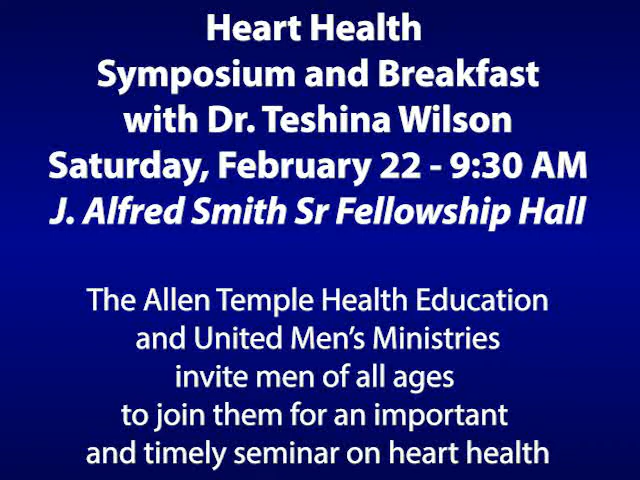 Heart Health
Symposium and Breakfast
with Dr. Teshina Wilson
Saturday, February 22 - 9:30 AM
J. Alfred Smith Sr Fellowship Hall
The Allen Temple Health Education
and United Men's Ministries
invite men of all ages
to join them for an important
and timely seminar on heart health